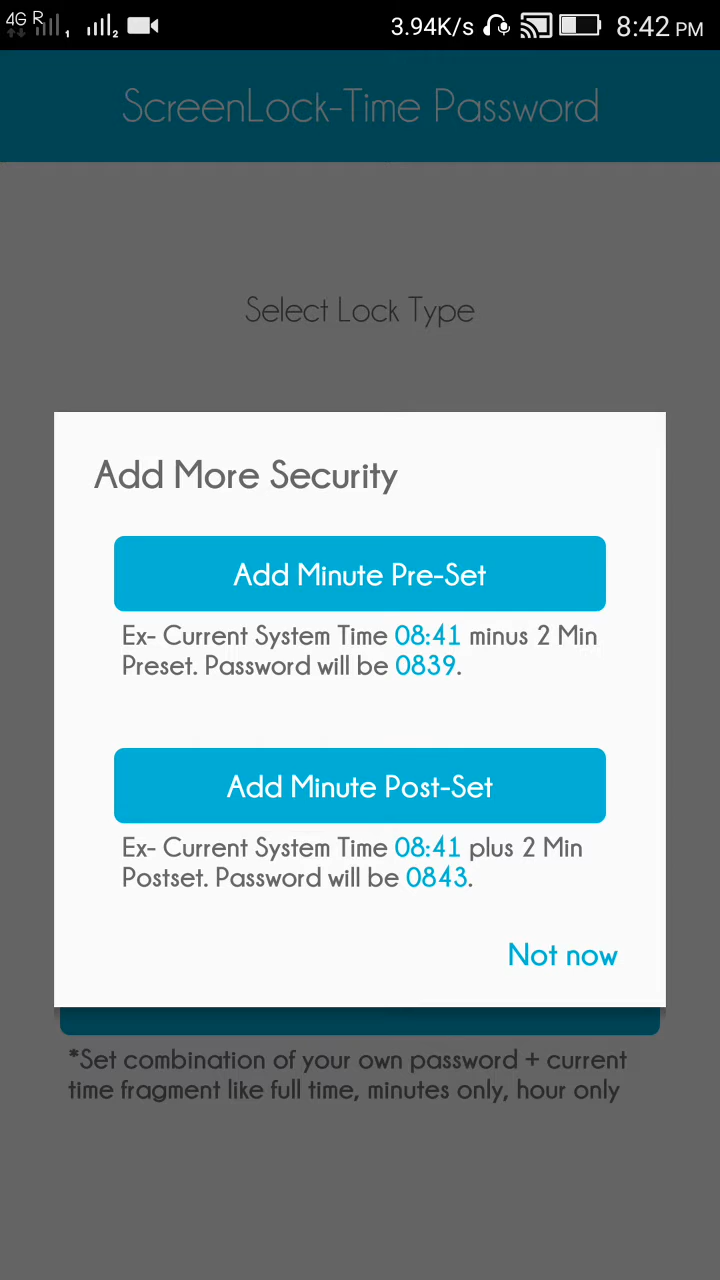 4G R 1 2 3.94K/s 8:42 PM
ScreenLock-Time Password
Select Lock Type
Add More Security
Add Minute Pre-Set
Ex- Current System Time 08:41 minus 2 Min
Preset. Password will be 0839.
Add Minute Post-Set
Ex- Current System Time 08:41 plus 2 Min
Postset. Password will be 0843.
Not now
*Set combination of your own password + current
time fragment like full time, minutes only, hour only